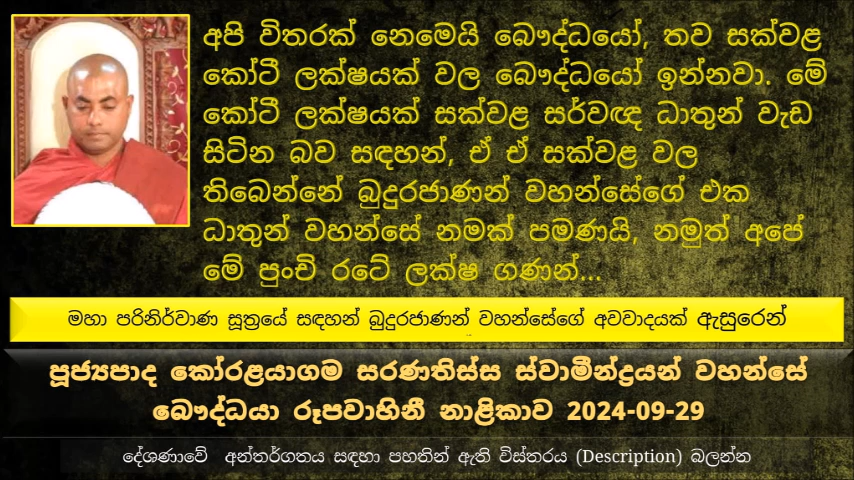 අපි විතරක් නෙමෙයි බෞද්ධයෝ, තව සක්වළ
කෝටී ලක්ෂයක් වල බෞද්ධයෝ ඉන්නවා. මේ
කෝටී ලක්ෂයක් සක්වළ සර්වඥ ධාතුන් වැඩ
සිටින බව සඳහන්, ඒ ඒ සක්වළ වල
තිබෙන්නේ බුදුරජාණන් වහන්සේගේ එක
ධාතුන් වහන්සේ නමක් පමණයි, නමුත් අපේ
මේ පුංචි රටේ ලක්ෂ ගණන්...
මහා පරිනිර්වාණ සූත්‍රයේ සඳහන් බුදුරජාණන් වහන්සේගේ අවවාදයක් ඇසුරෙන්
පූජ්‍යපාද කෝරළයාගම සරණතිස්ස ස්වාමීන්ද්‍රයන් වහන්සේ
බෞද්ධයා රූපවාහිනී නාළිකාව 2024-09-29
දේශණාවේ අන්තර්ගතය සඳහා පහතින් ඇති විස්තරය (Description) බලන්න